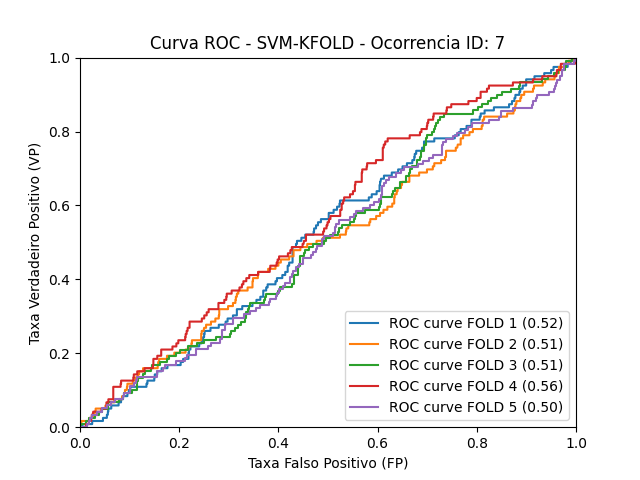 Curva ROC - SVM-KFOLD - Ocorrencia ID: 7
1.0
0.8
0.6
0.4
0.2
0.0
Taxa Verdadeiro Positivo (VP)
ROC curve FOLD 1 (0.52)
ROC curve FOLD 2 (0.51)
ROC curve FOLD 3 (0.51)
ROC curve FOLD 4 (0.56)
ROC curve FOLD 5 (0.50)
0.0 0.2 0.4 0.6 0.8 1.0
Taxa Falso Positivo (FP)